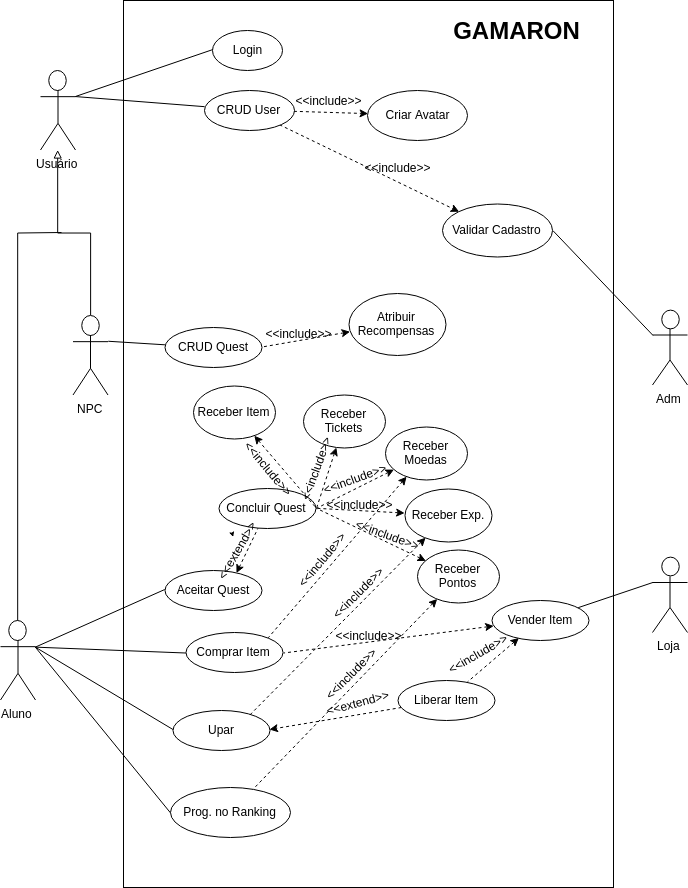 GAMARON
Login
CRUD User
<<include>>
Criar Avatar
<<include>>
Usuário
Validar Cadastro
Adm
Atribuir
Recompensas
<<include>>
CRUD Quest
NPC
Receber Item
Receber
Tickets
Receber
Moedas
<<include>>
<<include>>
<<include>>
<<include>>
Concluir Quest
Receber Exp.
<<include>>
<<extend>>
<<include>>
Receber
Pontos
Aceitar Quest
<<include>>
Vender Item
<<include>>
Loja
Comprar Item
<<include>>
<<include>>
Aluno
Liberar Item
<<extend>>
Upar
Prog. no Ranking